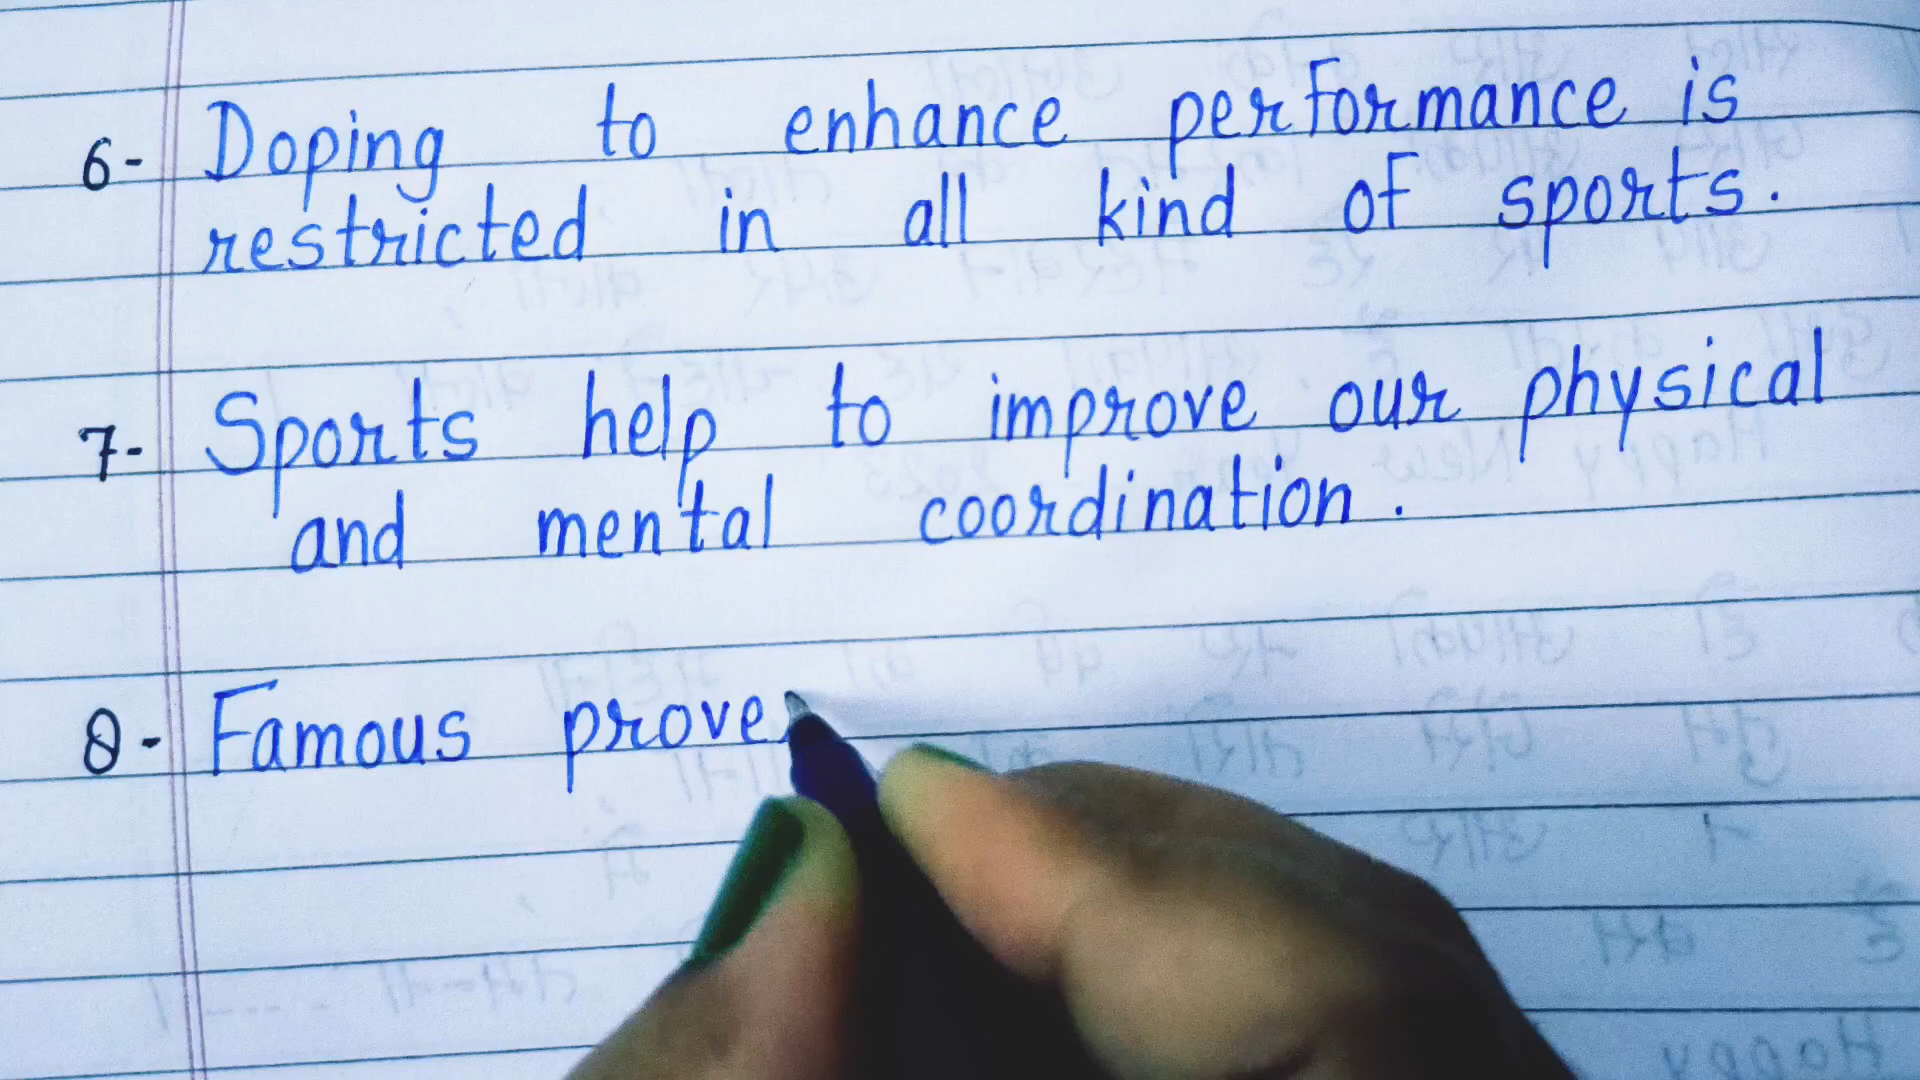 6- Doping to enhance performance is
restricted in all kind of sports.
7- Sports help to improve our physical
and mental coordination.
8- Famous prove